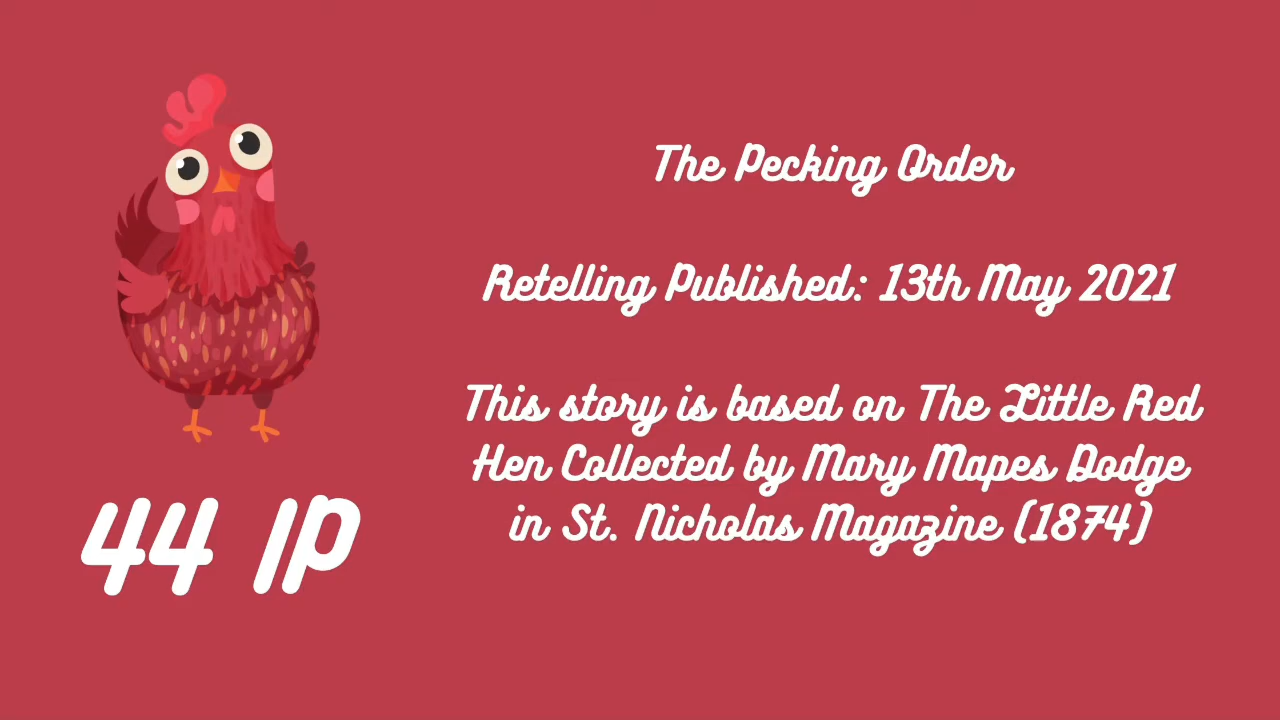 The Pecking Order
Retelling Published: 13th May 2021
This story is based on The Little Red
Hen Collected by Mary Mapes Dodge
in St. Nicholas Magazine (1874)
44 IP